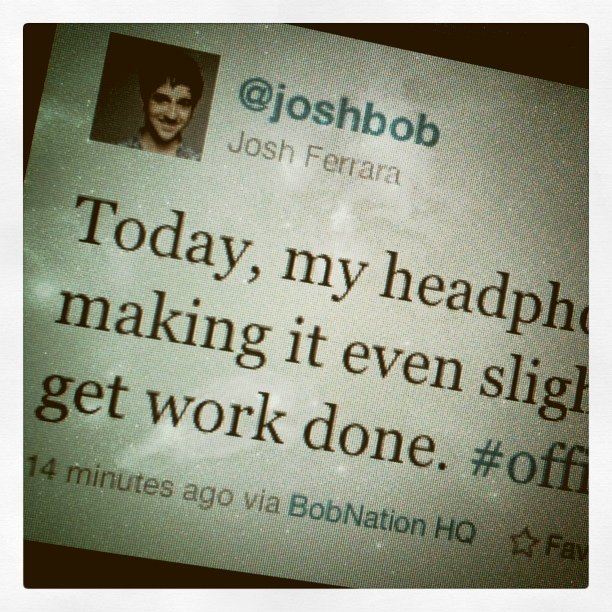 @joshbob
Josh Ferrara
Today, my headpho
making it even sligh
get work done. #offi
14 minutes ago via BobNation HQ ☆ Fav